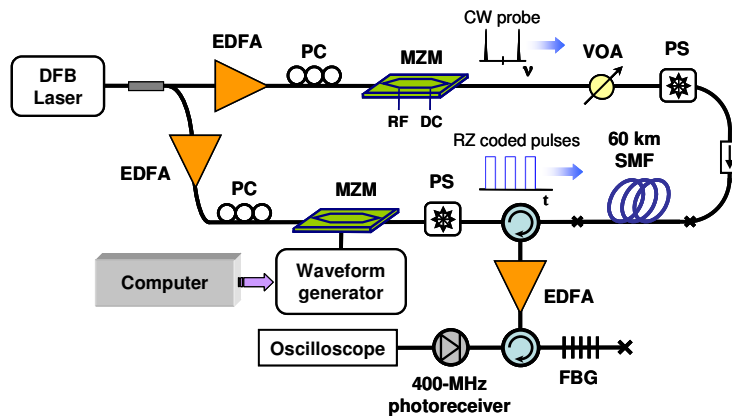 CW probe
EDFA
PC
MZM
VOA
PS
DFB
Laser
ν
RF DC
RZ coded pulses
60 km
SMF
EDFA
PC
MZM
PS
t
Computer
Waveform
generator
EDFA
Oscilloscope
FBG
400-MHz
photoreceiver